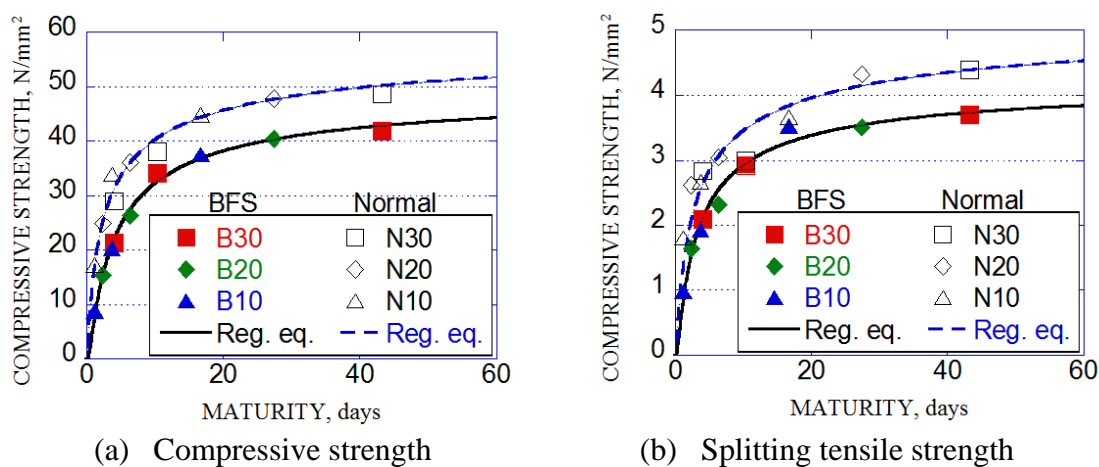 COMPRESSIVE STRENGTH, N/mm²
60
50
40
30
20
10
0
BFS Normal
B30 N30
B20 N20
B10 N10
Reg. eq. Reg. eq.
0 20 40 60
MATURITY, days
(a) Compressive strength
COMPRESSIVE STRENGTH, N/mm²
5
4
3
2
1
0
BFS Normal
B30 N30
B20 N20
B10 N10
Reg. eq. Reg. eq.
0 20 40 60
MATURITY, days
(b) Splitting tensile strength